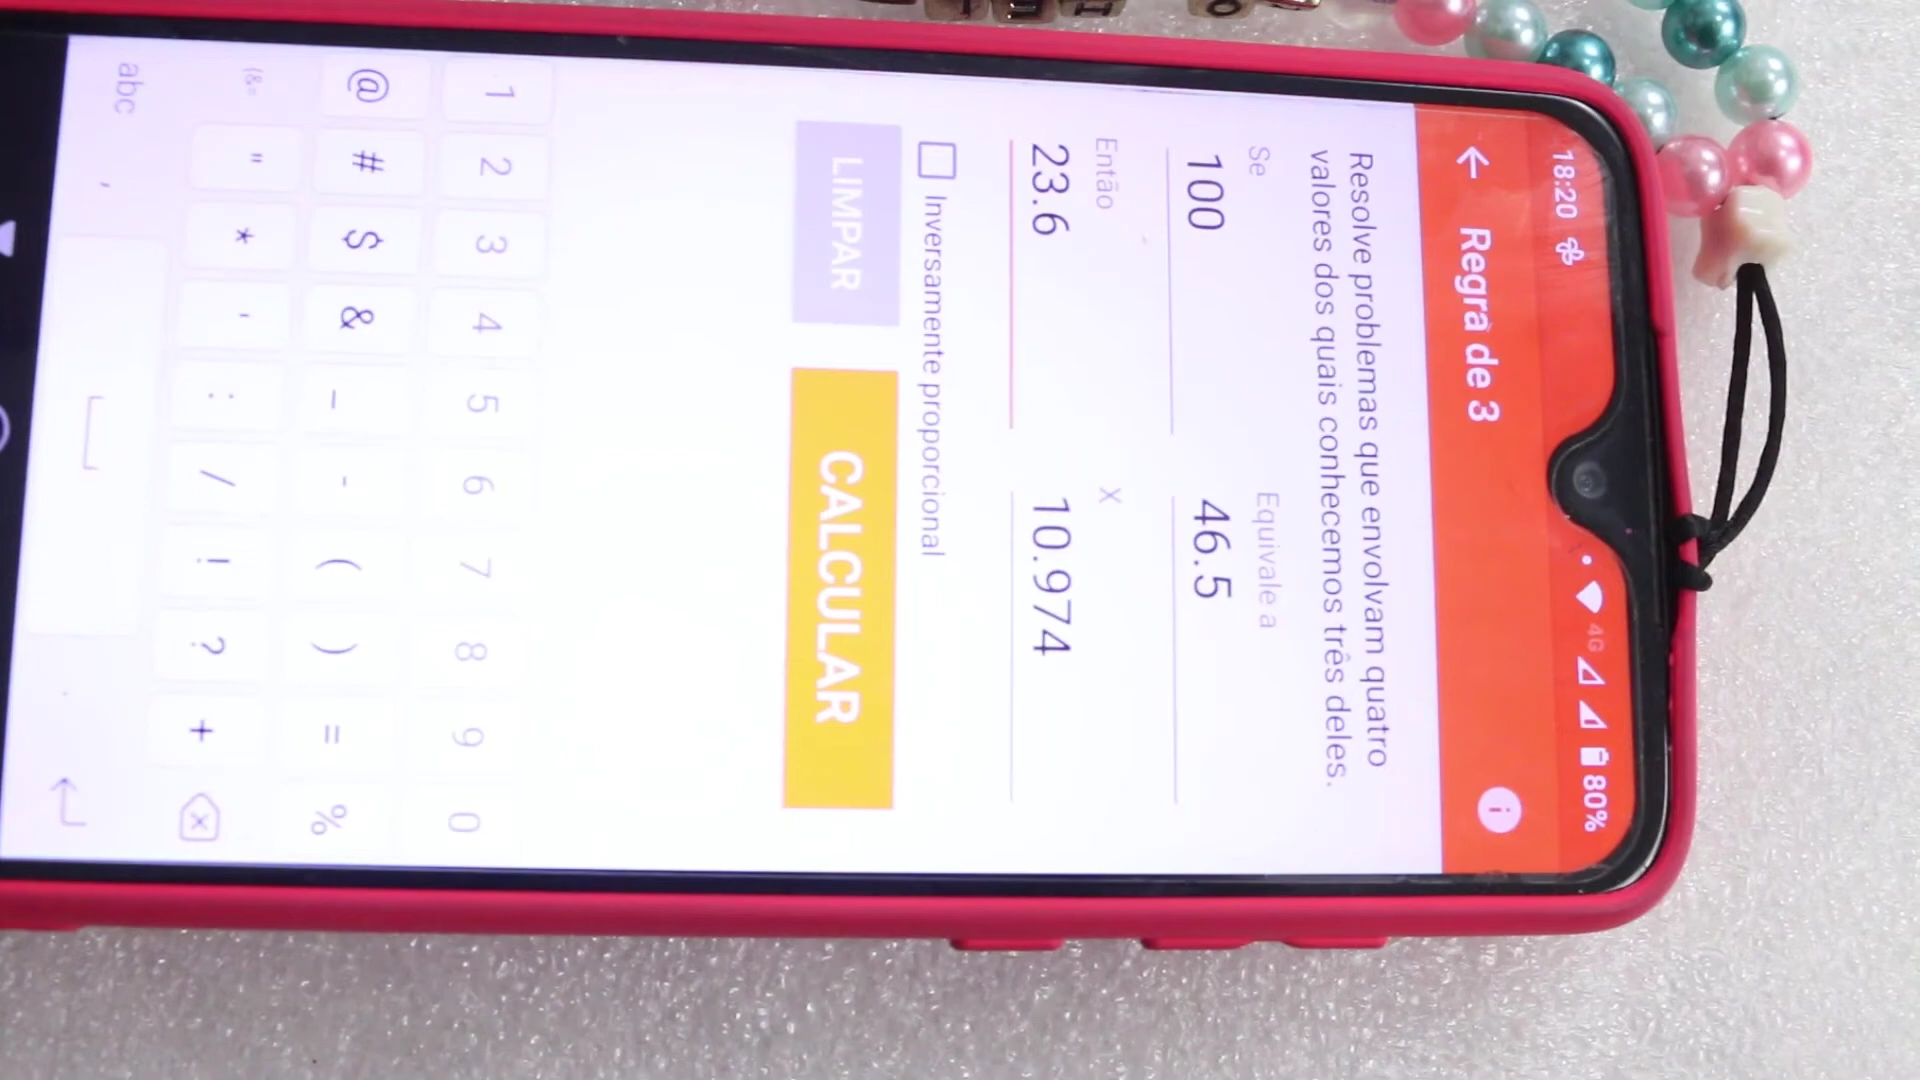 18:20 4G 80%
Regra de 3
Resolve problemas que envolvam quatro
valores dos quais conhecemos três deles.
Se Equivale a
100 46.5
Então X
23.6 10.974
Inversamente proporcional
LIMPAR CALCULAR
1 2 3 4 5 6 7 8 9 0
@ # $ & _ - ( ) = %
{&= " * ' : / ! ? +
abc , .